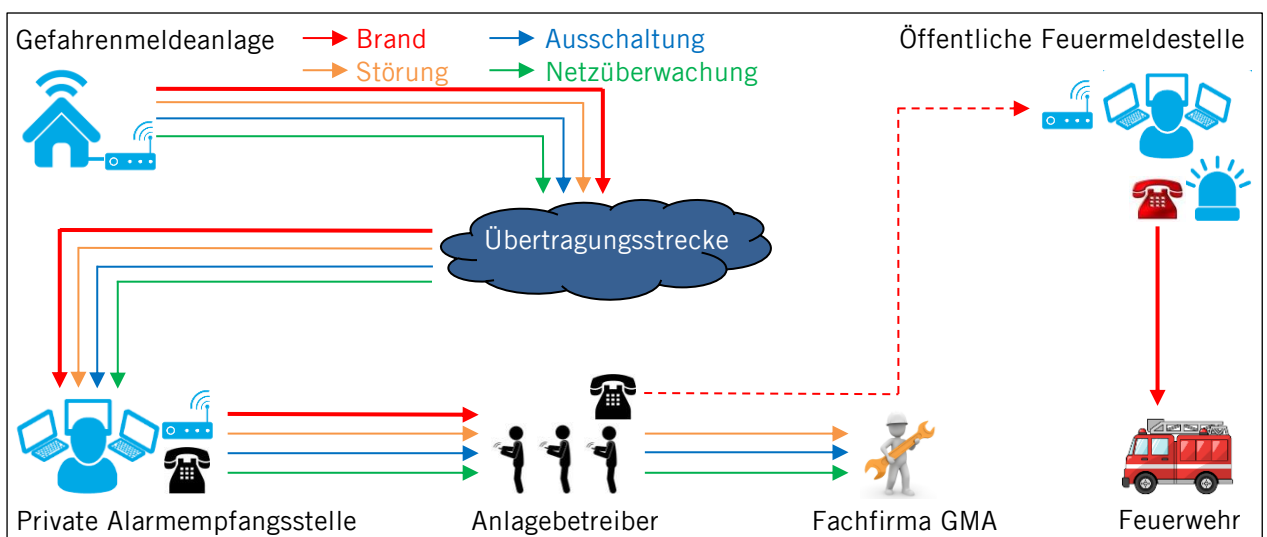 Gefahrenmeldeanlage
Brand
Ausschaltung
Öffentliche Feuermeldestelle
Störung
Netzüberwachung
Übertragungsstrecke
Private Alarmempfangsstelle
Anlagebetreiber
Fachfirma GMA
Feuerwehr